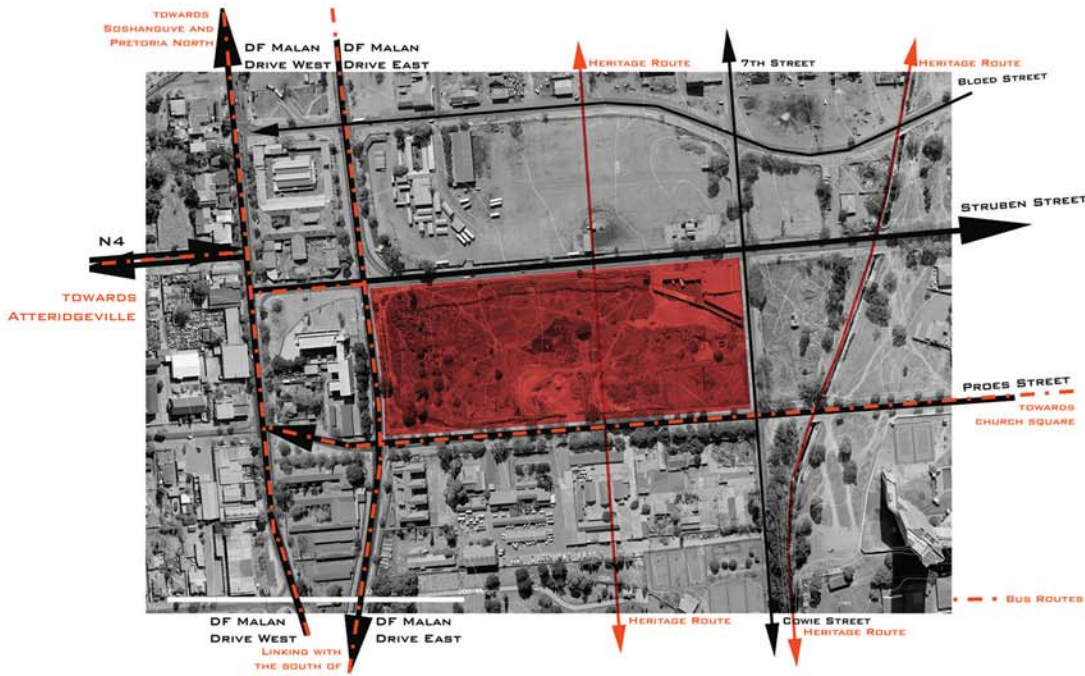 TOWARDS
SOSHANGUVE AND
PRETORIA NORTH
DF MALAN
DRIVE WEST
DF MALAN
DRIVE EAST
HERITAGE ROUTE
7TH STREET
HERITAGE ROUTE
BLOED STREET
STRUBEN STREET
N4
TOWARDS
ATTERIDGEVILLE
PROES STREET
TOWARDS
CHURCH SQUARE
BUS ROUTES
DF MALAN
DRIVE WEST
DF MALAN
DRIVE EAST
LINKING WITH
THE SOUTH OF
HERITAGE ROUTE
COWIE STREET
HERITAGE ROUTE